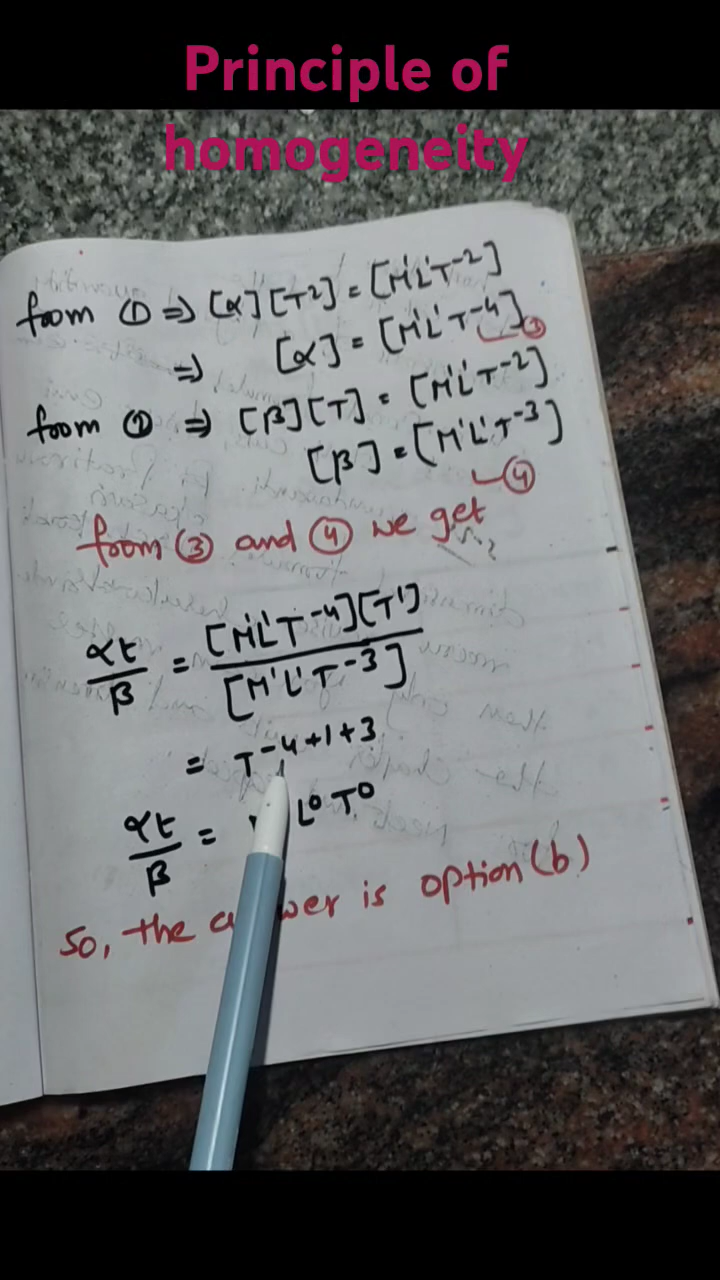 Principle of
homogeneity
from ① ⇒ [α][T²] = [M¹L¹T⁻²]
⇒ [α] = [M¹L¹T⁻⁴] ③
from ② ⇒ [β][T] = [M¹L¹T⁻²]
[β] = [M¹L¹T⁻³]
④
from ③ and ④ we get
αt/β = [M¹L¹T⁻⁴][T¹]/[M¹L¹T⁻³]
= T⁻⁴⁺¹⁺³
αt/β = L⁰T⁰
So, the answer is option (b)